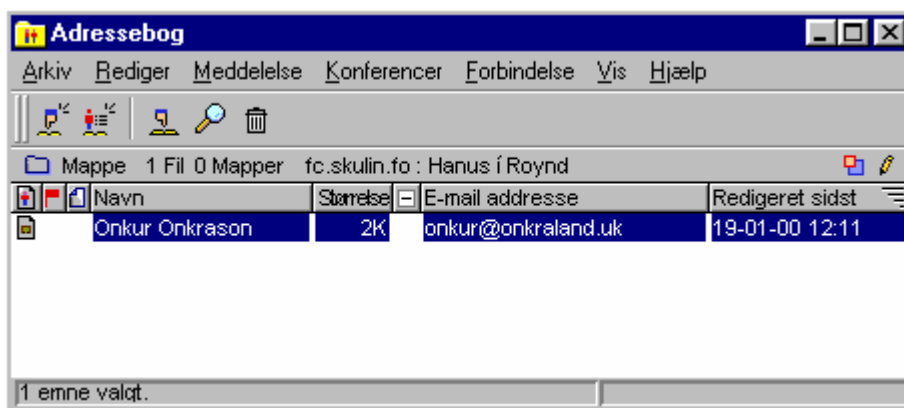 Adressebog
Arkiv Rediger Meddelelse Konferencer Forbindelse Vis Hjælp
Mappe 1 Fil 0 Mapper fc.skulin.fo : Hanus í Roynd
Navn Størrelse E-mail addresse Redigeret sidst
Onkur Onkrason 2K onkur@onkraland.uk 19-01-00 12:11
1 emne valgt.